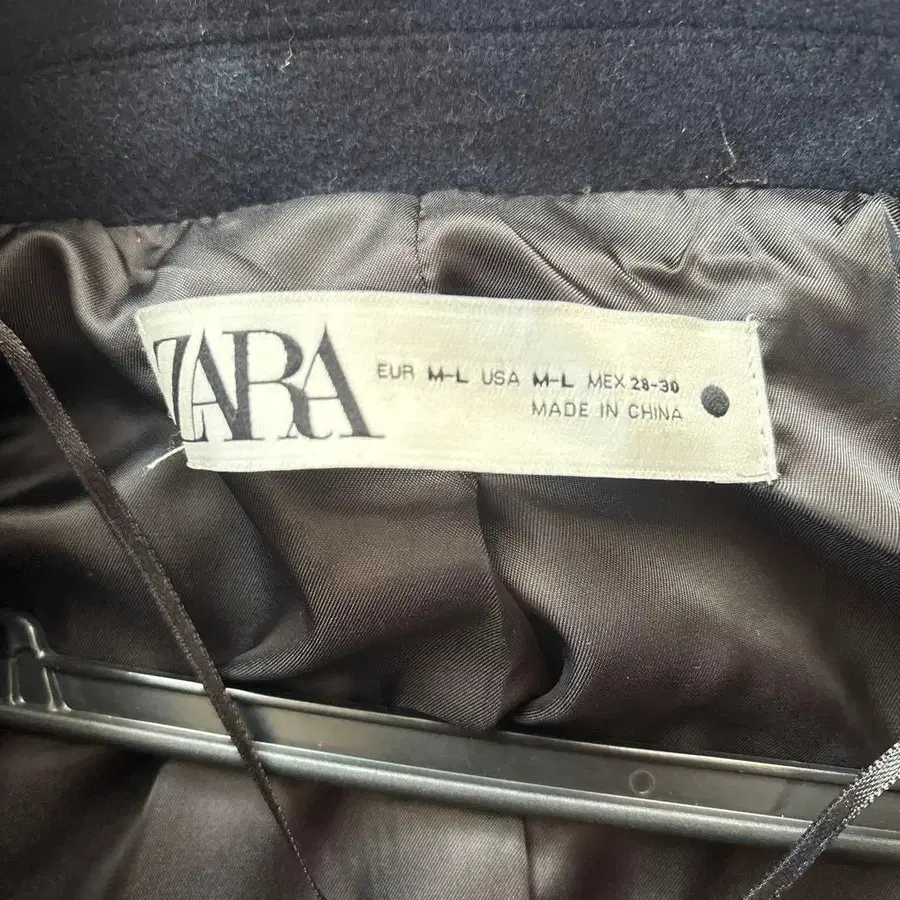 ZARA
EUR M-L USA M-L MEX 28-30
MADE IN CHINA